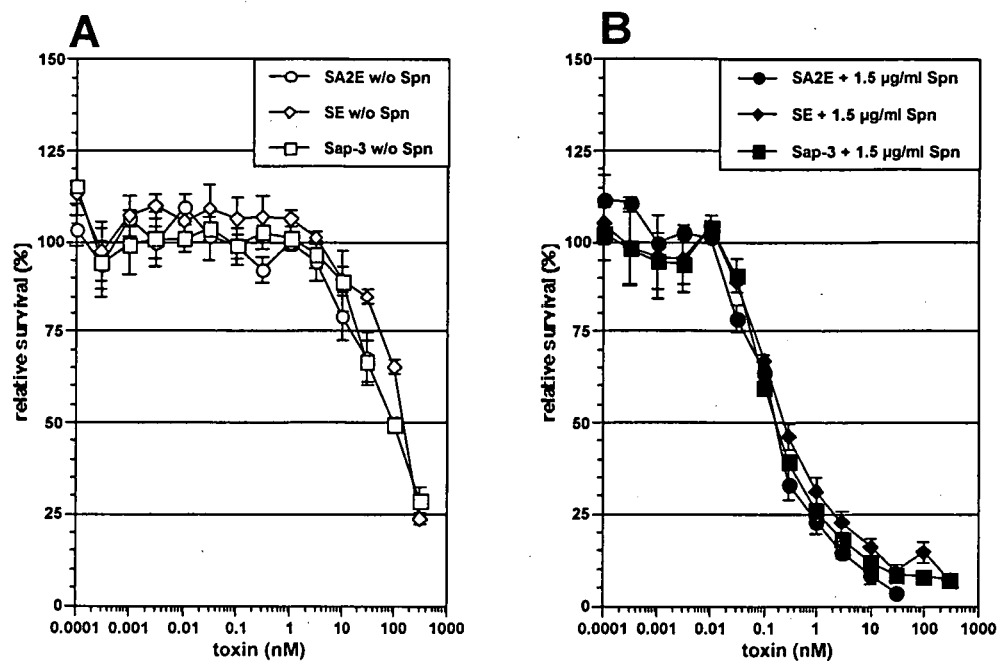 A
150
125
100
75
50
25
0
relative survival (%)
SA2E w/o Spn
SE w/o Spn
Sap-3 w/o Spn
0.0001 0.001 0.01 0.1 1 10 100 1000
toxin (nM)
B
150
125
100
75
50
25
0
relative survival (%)
SA2E + 1.5 µg/ml Spn
SE + 1.5 µg/ml Spn
Sap-3 + 1.5 µg/ml Spn
0.0001 0.001 0.01 0.1 1 10 100 1000
toxin (nM)